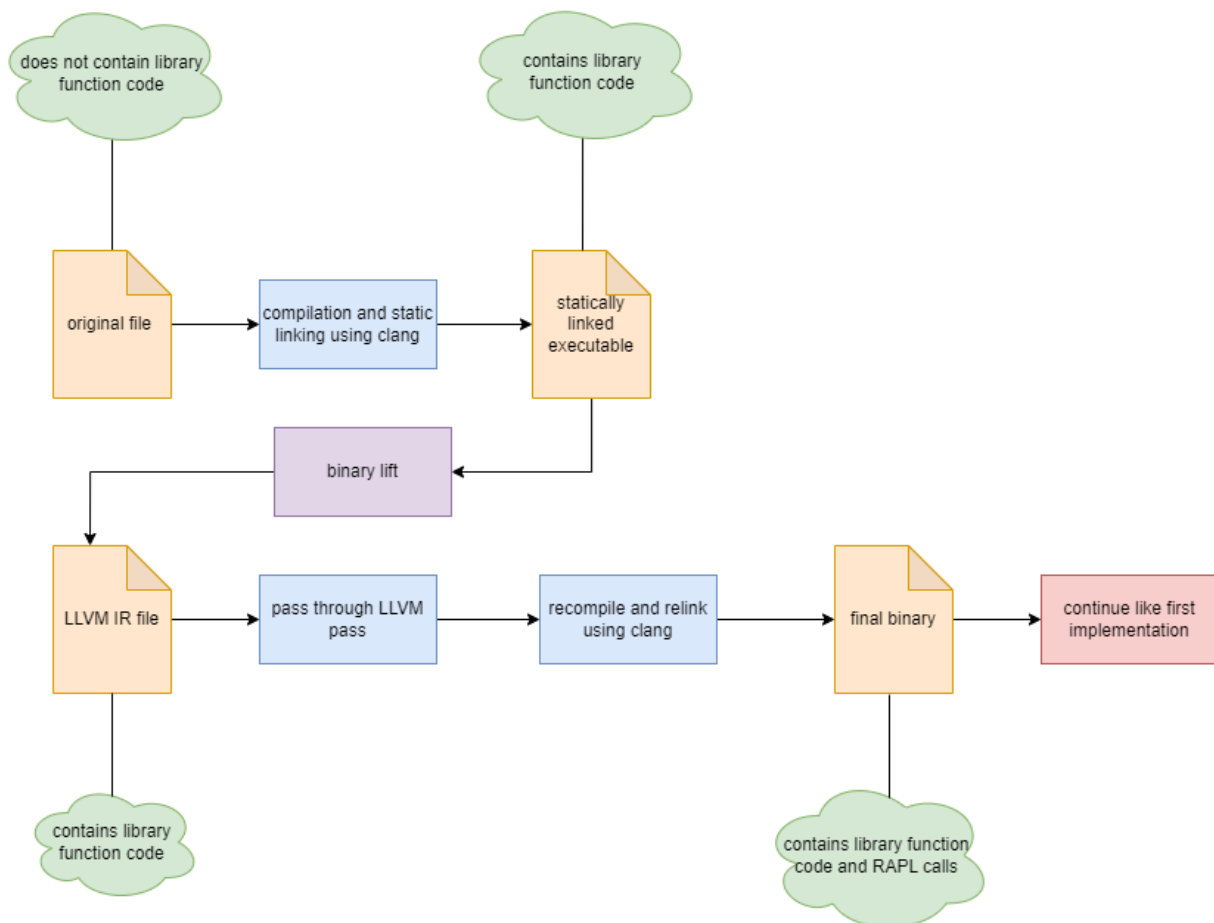 does not contain library
function code
contains library
function code
original file
compilation and static
linking using clang
statically
linked
executable
binary lift
LLVM IR file
pass through LLVM
pass
recompile and relink
using clang
final binary
continue like first
implementation
contains library
function code
contains library function
code and RAPL calls